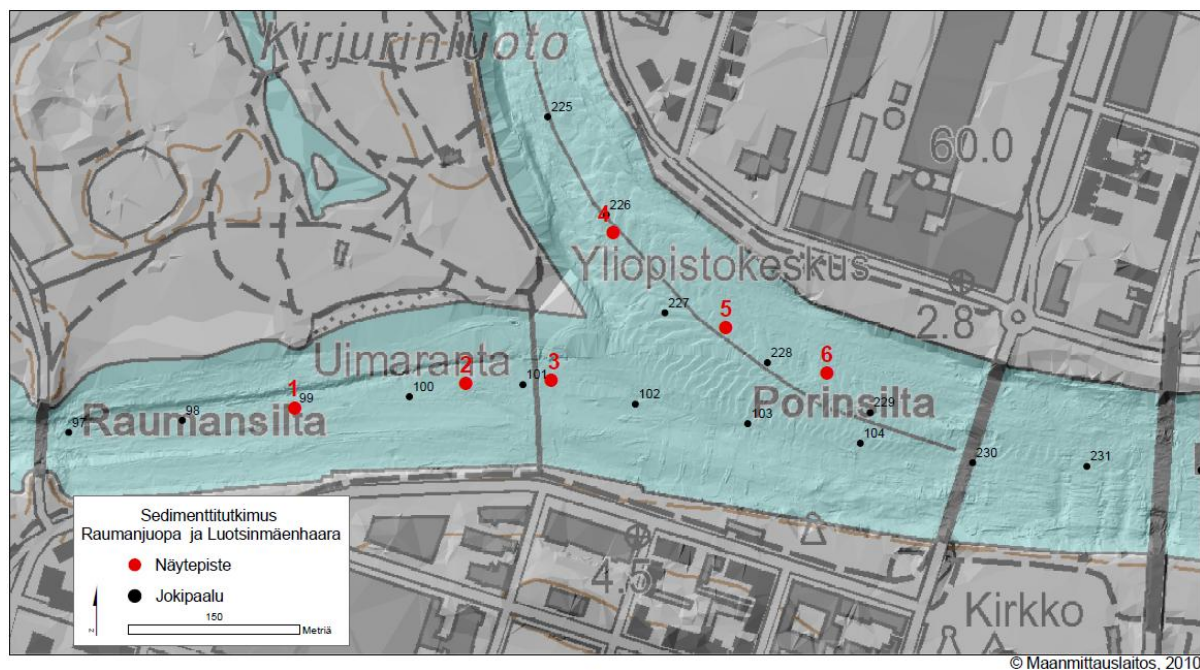 Kirjurinluoto
225
60.0
226
4
Yliopistokeskus
227
5
2.8
228
6
Uimaranta
2
3
101
1
99
100
102
Porinsilta
229
98
97
Raumansilta
103
104
230
231
Sedimenttitutkimus
Raumanjuopa ja Luotsinmäenhaara
Näytepiste
Jokipaalu
150
Metriä
N
4.5
Kirkko
© Maanmittauslaitos, 2010